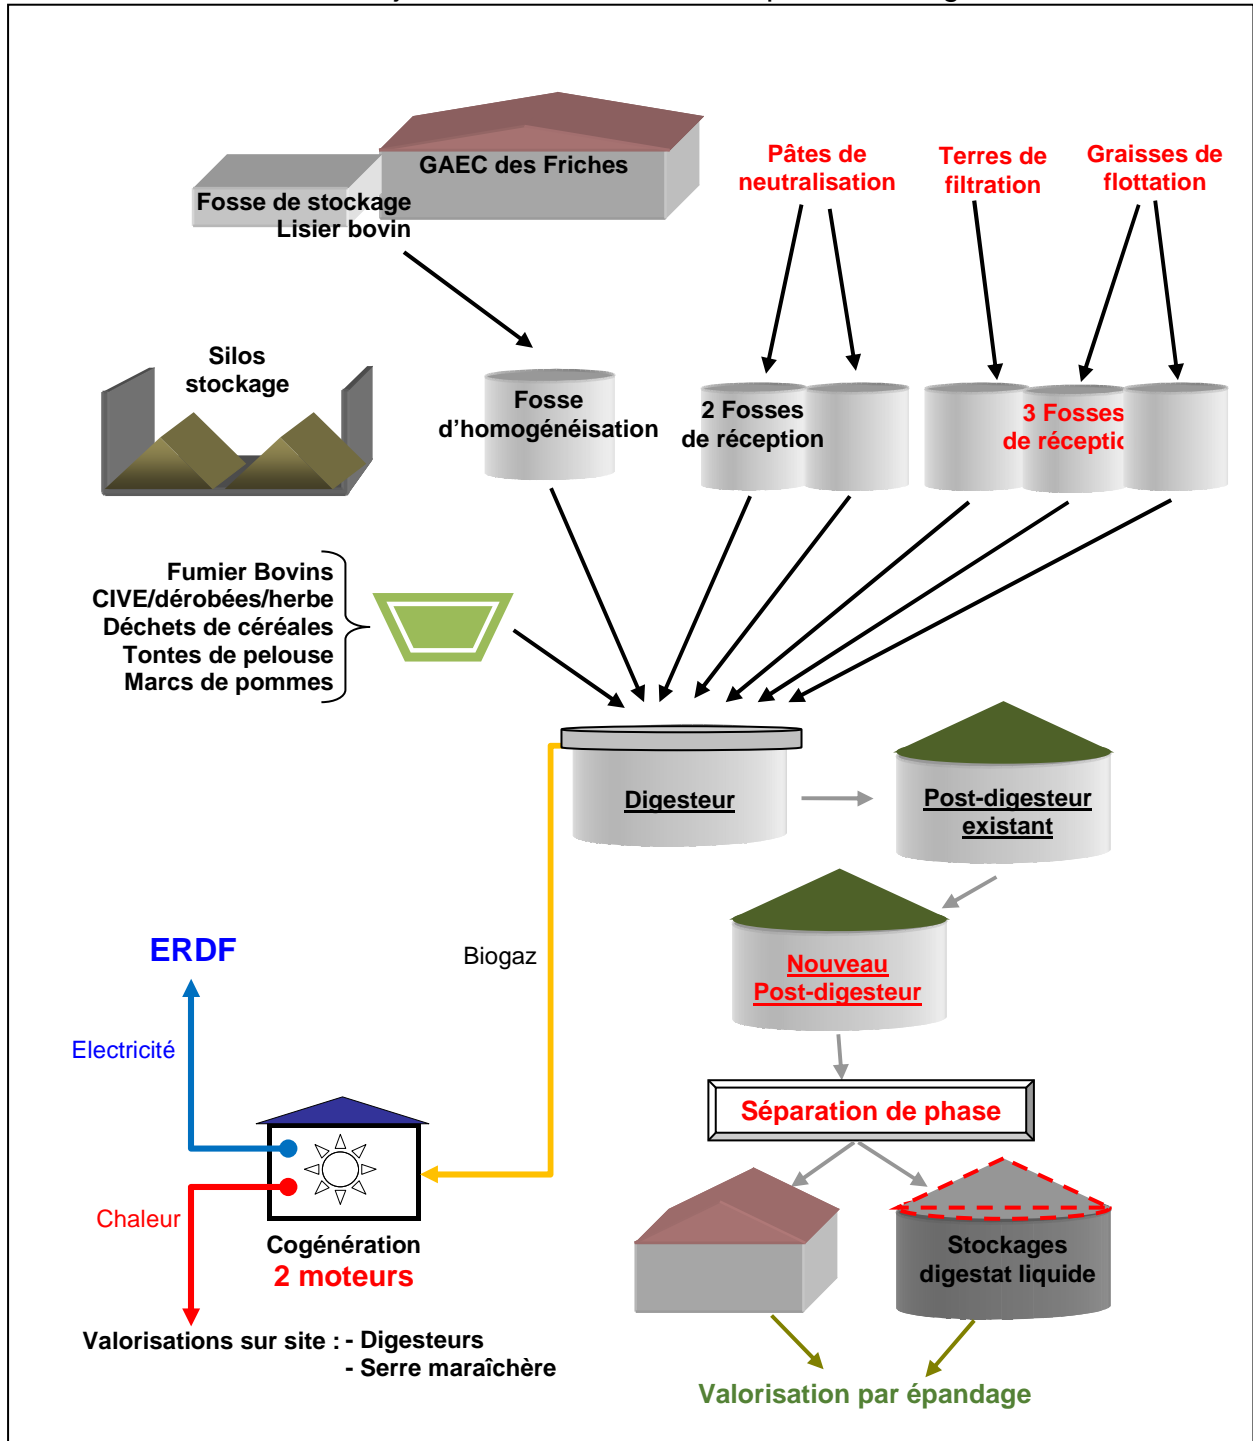 GAEC des Friches
Fosse de stockage
Lisier bovin
Pâtes de
neutralisation
Terres de
filtration
Graisses de
flottation
Silos
stockage
Fosse
d'homogénéisation
2 Fosses
de réception
3 Fosses
de réceptio
Fumier Bovins
CIVE/dérobées/herbe
Déchets de céréales
Tontes de pelouse
Marcs de pommes
Digesteur
Post-digesteur
existant
Nouveau
Post-digesteur
Biogaz
ERDF
Electricité
Séparation de phase
Chaleur
Cogénération
2 moteurs
Stockages
digestat liquide
Valorisations sur site : - Digesteurs
- Serre maraîchère
Valorisation par épandage